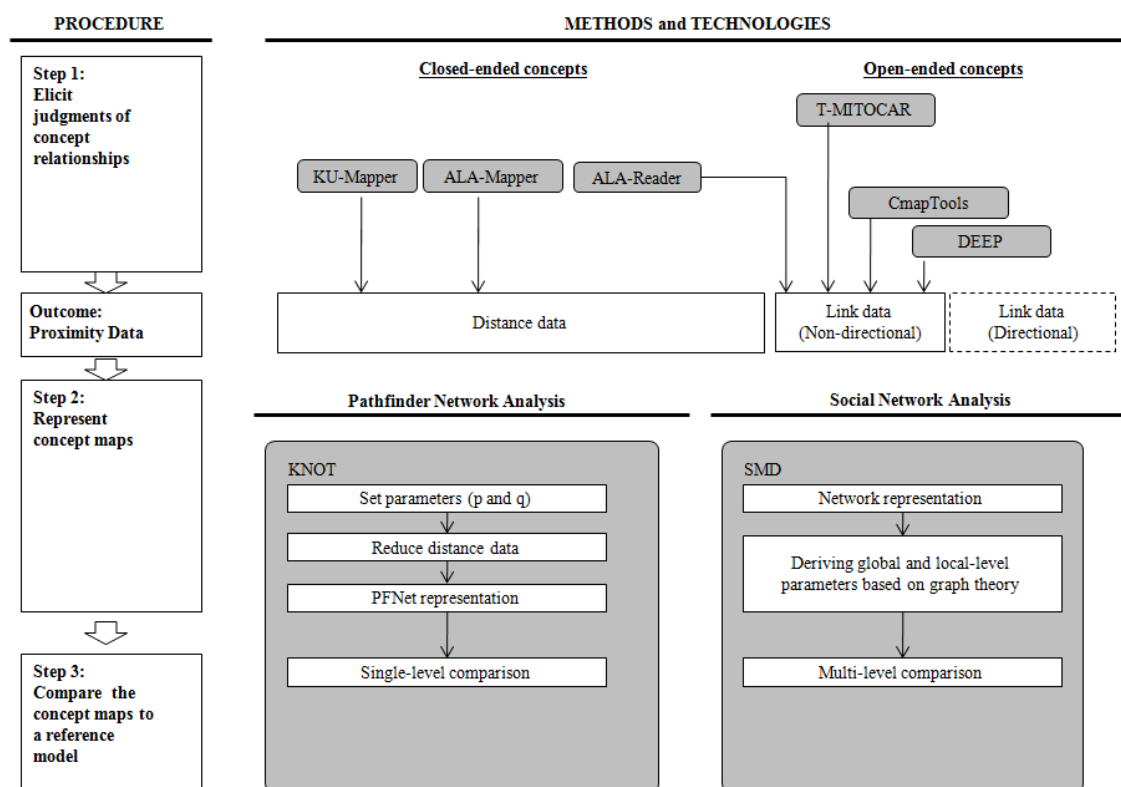 PROCEDURE
METHODS and TECHNOLOGIES
Step 1:
Elicit
judgments of
concept
relationships
Closed-ended concepts
Open-ended concepts
T-MITOCAR
KU-Mapper
ALA-Mapper
ALA-Reader
CmapTools
DEEP
Outcome:
Proximity Data
Distance data
Link data
(Non-directional)
Link data
(Directional)
Step 2:
Represent
concept maps
Pathfinder Network Analysis
Social Network Analysis
KNOT
Set parameters (p and q)
Reduce distance data
PFNet representation
Single-level comparison
SMD
Network representation
Deriving global and local-level
parameters based on graph theory
Multi-level comparison
Step 3:
Compare the
concept maps to
a reference
model